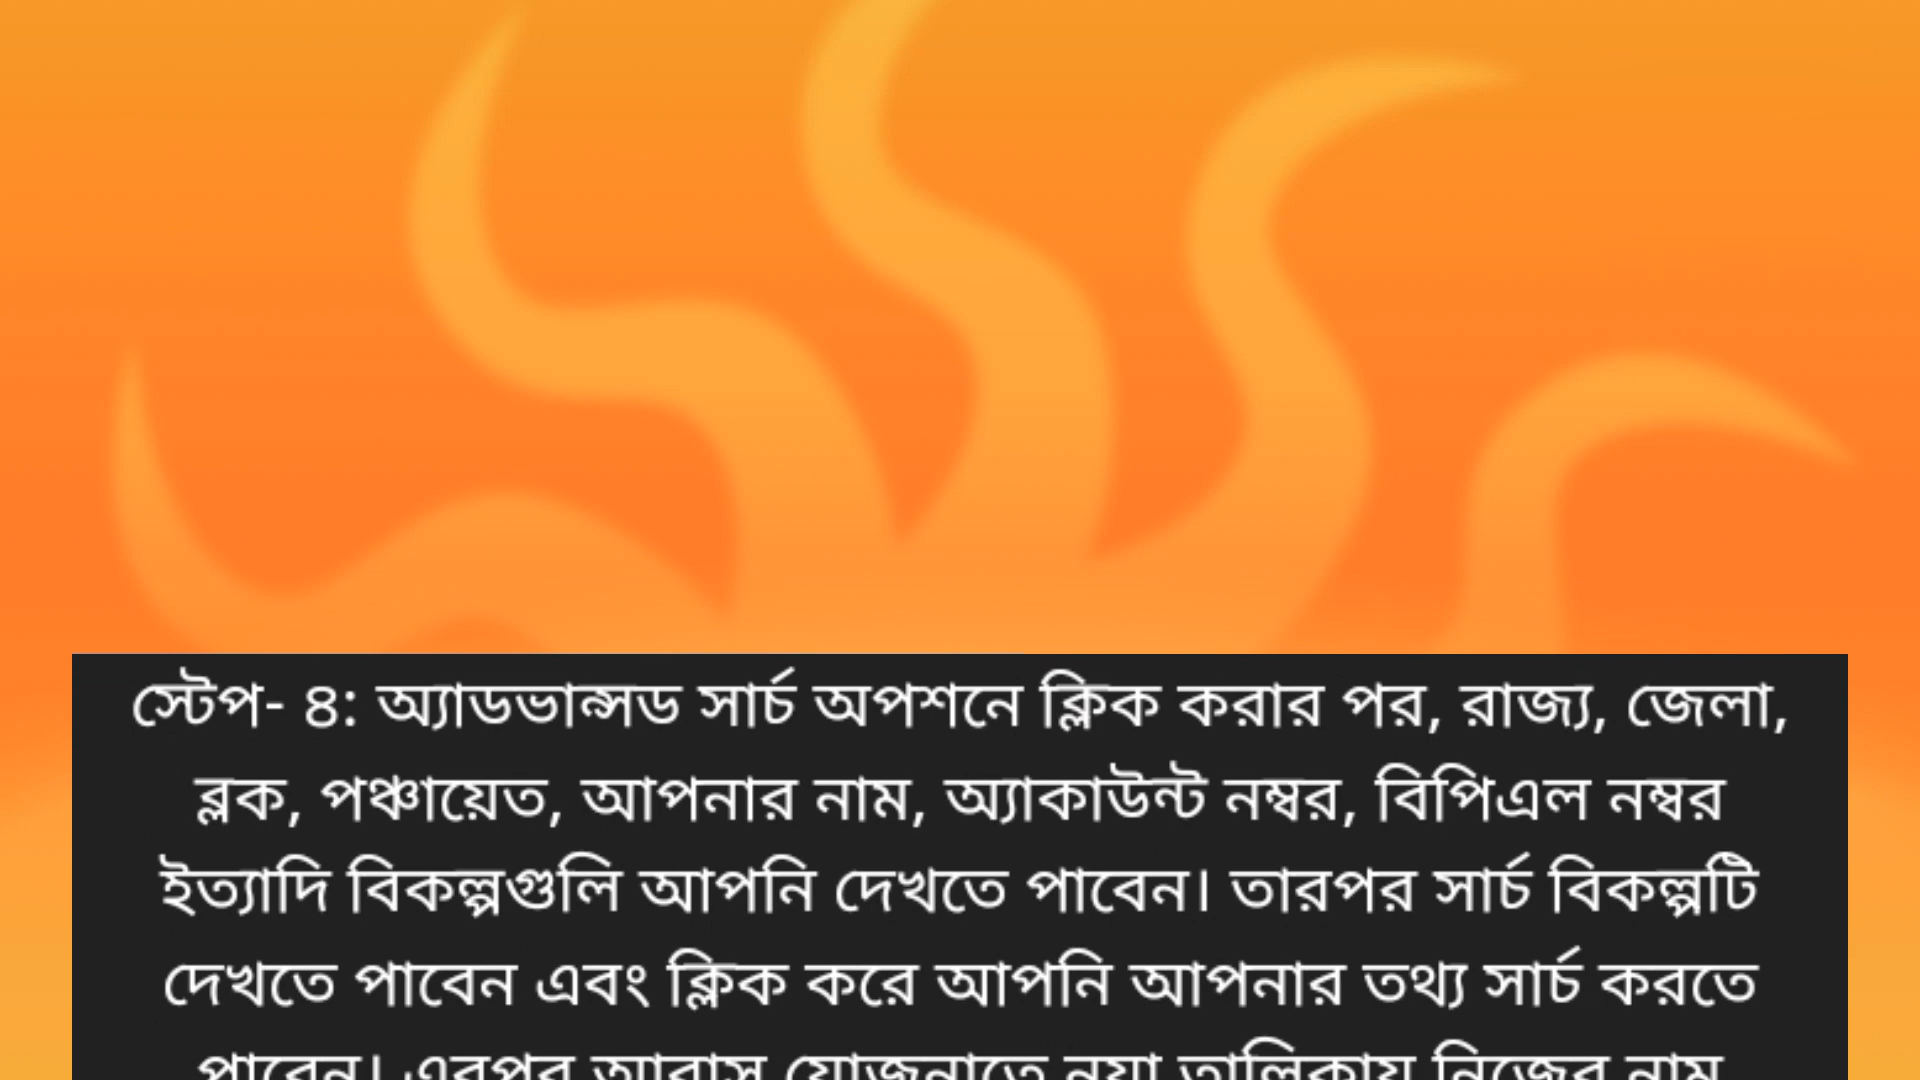 স্টেপ- ৪: অ্যাডভান্সড সার্চ অপশনে ক্লিক করার পর, রাজ্য, জেলা,
ব্লক, পঞ্চায়েত, আপনার নাম, অ্যাকাউন্ট নম্বর, বিপিএল নম্বর
ইত্যাদি বিকল্পগুলি আপনি দেখতে পাবেন। তারপর সার্চ বিকল্পটি
দেখতে পাবেন এবং ক্লিক করে আপনি আপনার তথ্য সার্চ করতে
পাবেন। এরপর আবাস যোজনাতে নয়া তালিকায় নিজের নাম